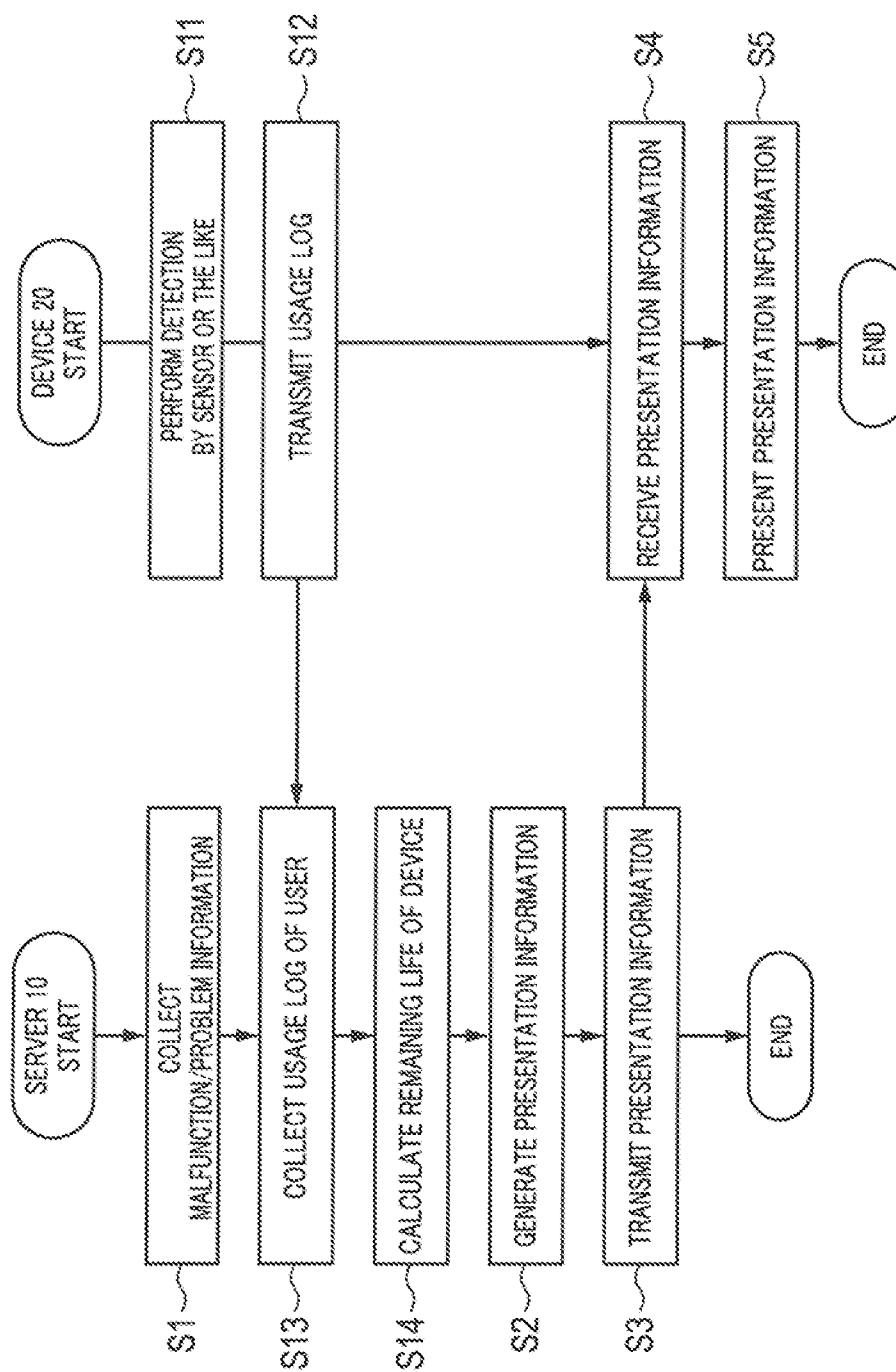 SERVER 10
START
S1
COLLECT
MALFUNCTION/PROBLEM INFORMATION
S13
COLLECT USAGE LOG OF USER
S14
CALCULATE REMAINING LIFE OF DEVICE
S2
GENERATE PRESENTATION INFORMATION
S3
TRANSMIT PRESENTATION INFORMATION
END
DEVICE 20
START
PERFORM DETECTION
BY SENSOR OR THE LIKE
S11
TRANSMIT USAGE LOG
S12
RECEIVE PRESENTATION INFORMATION
S4
PRESENT PRESENTATION INFORMATION
S5
END